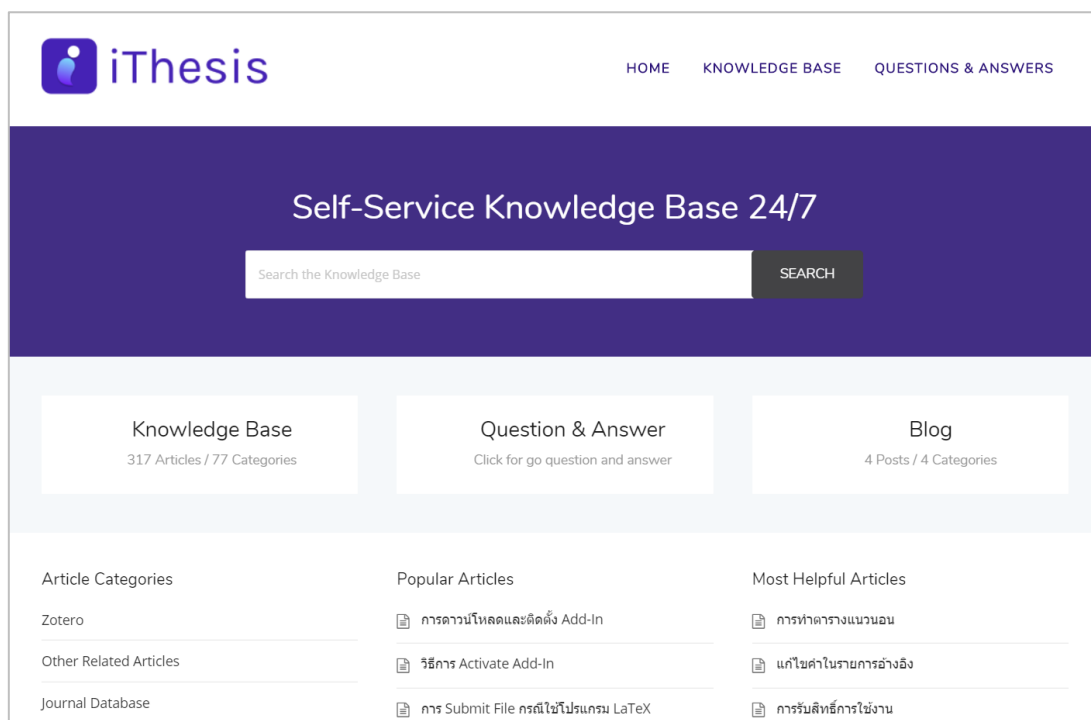 iThesis
HOME KNOWLEDGE BASE QUESTIONS & ANSWERS
Self-Service Knowledge Base 24/7
Search the Knowledge Base SEARCH
Knowledge Base
317 Articles / 77 Categories
Question & Answer
Click for go question and answer
Blog
4 Posts / 4 Categories
Article Categories
Zotero
Other Related Articles
Journal Database
Popular Articles
การดาวน์โหลดและติดตั้ง Add-In
วิธีการ Activate Add-In
การ Submit File กรณีใช้โปรแกรม LaTeX
Most Helpful Articles
การทำตารางแนวนอน
แก้ไขค่าในรายการอ้างอิง
การรับสิทธิ์การใช้งาน